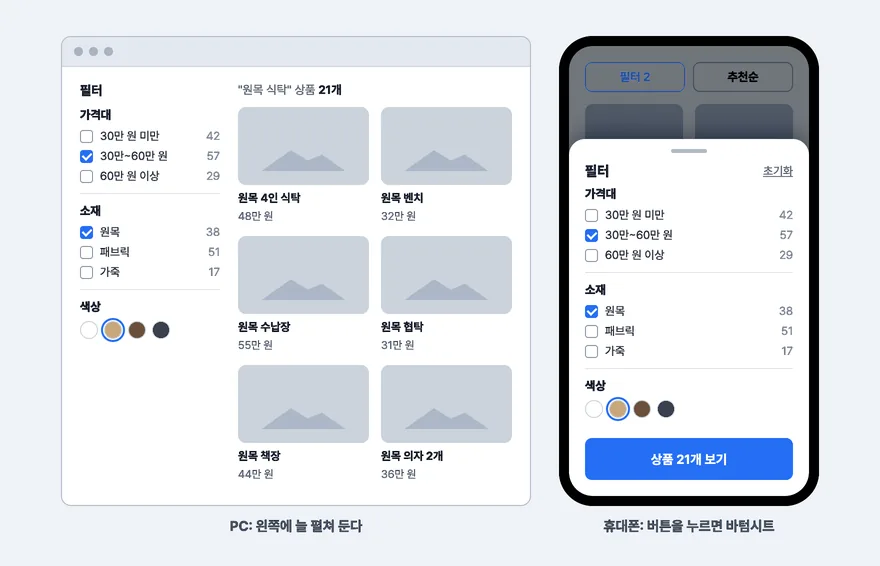 필터
가격대
30만 원 미만 42
30만~60만 원 57
60만 원 이상 29
소재
원목 38
패브릭 51
가죽 17
색상
"원목 식탁" 상품 21개
원목 4인 식탁
48만 원
원목 벤치
32만 원
원목 수납장
55만 원
원목 협탁
31만 원
원목 책장
44만 원
원목 의자 2개
36만 원
PC: 왼쪽에 늘 펼쳐 둔다
필터 2
추천순
필터 초기화
가격대
30만 원 미만 42
30만~60만 원 57
60만 원 이상 29
소재
원목 38
패브릭 51
가죽 17
색상
상품 21개 보기
휴대폰: 버튼을 누르면 바텀시트